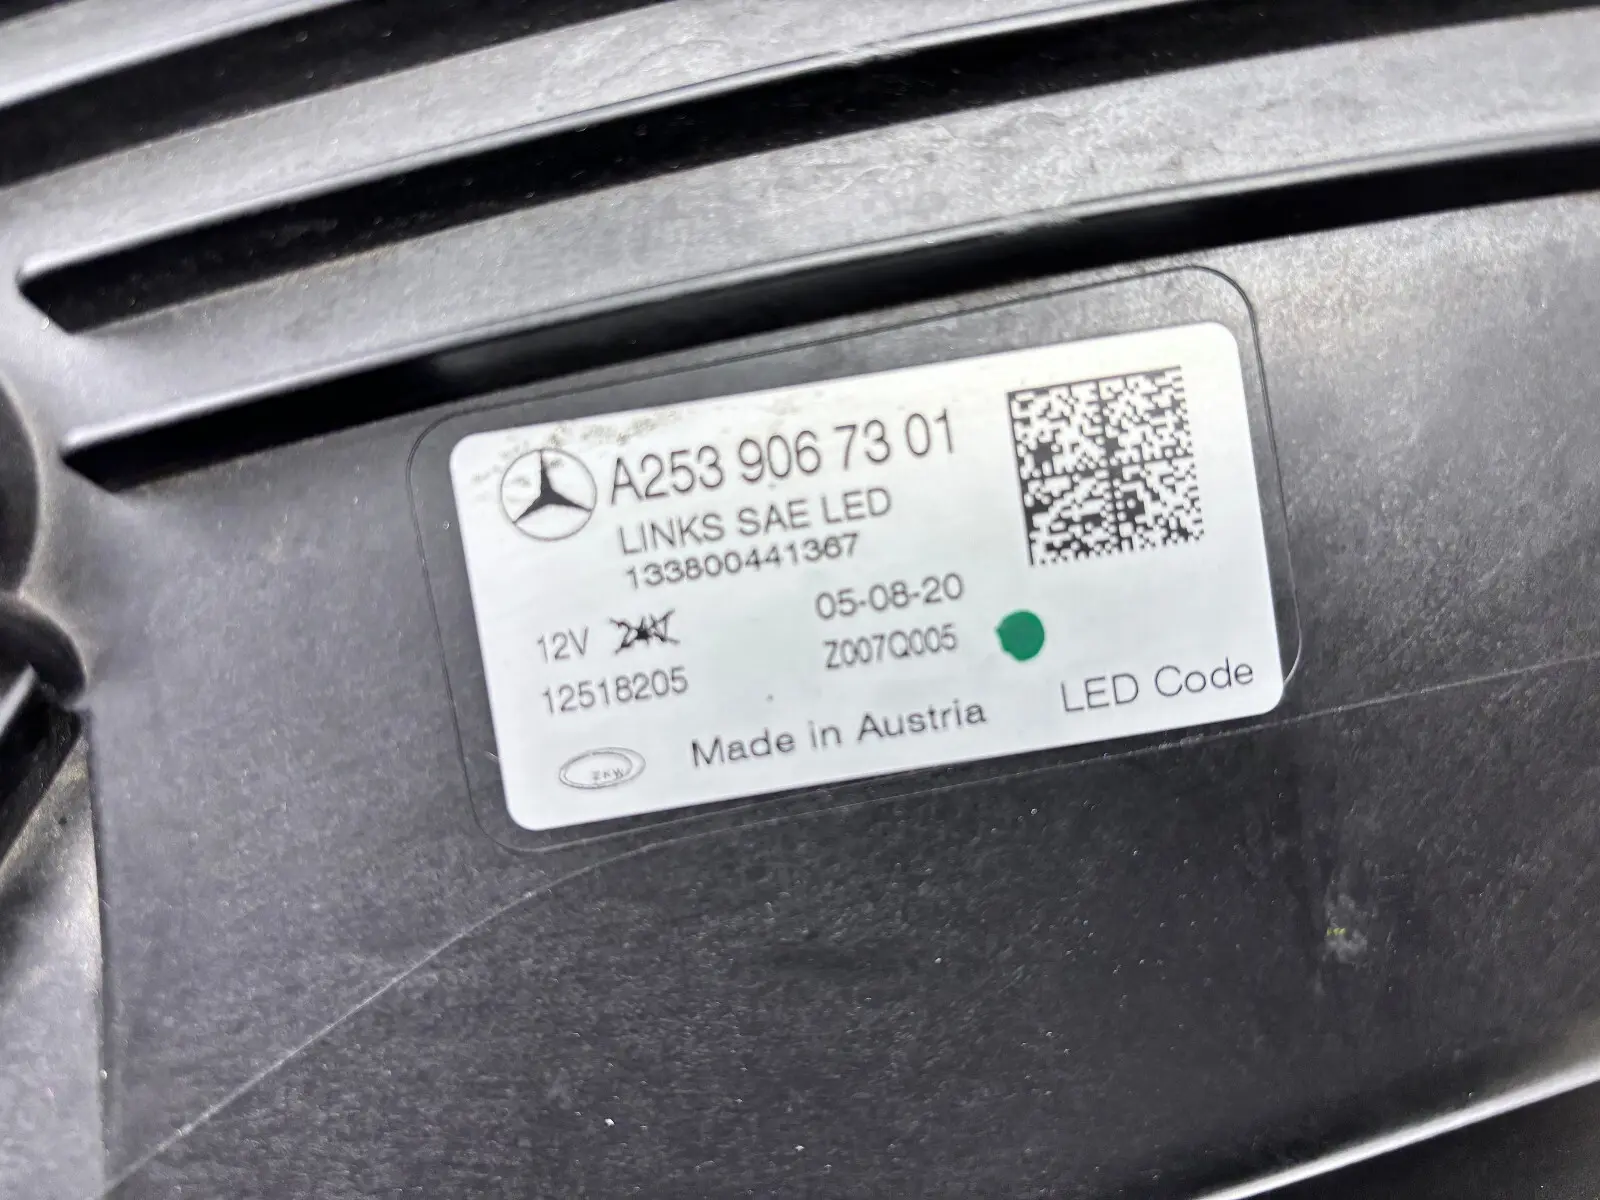 A253 906 73 01
LINKS SAE LED
133800441367
12V 24V 05-08-20
12518205 Z007Q005
ZKW Made in Austria LED Code